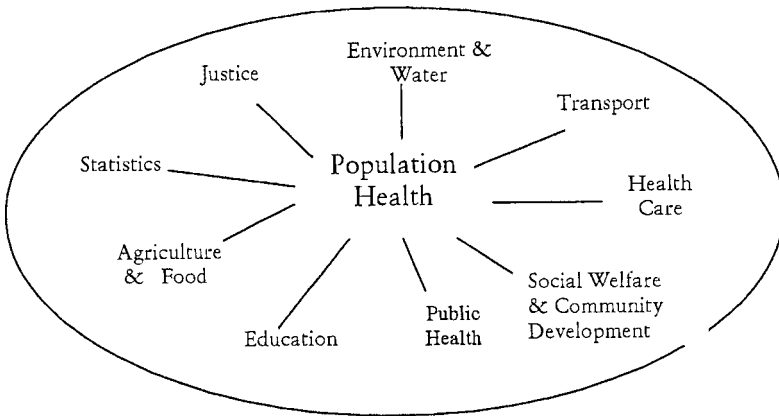 Environment &
Water
Justice
Transport
Statistics
Population
Health
Health
Care
Agriculture
& Food
Social Welfare
& Community
Development
Public
Health
Education